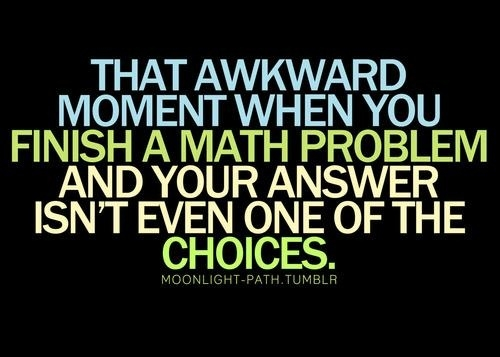 THAT AWKWARD
MOMENT WHEN YOU
FINISH A MATH PROBLEM
AND YOUR ANSWER
ISN'T EVEN ONE OF THE
CHOICES.
MOONLIGHT-PATH.TUMBLR